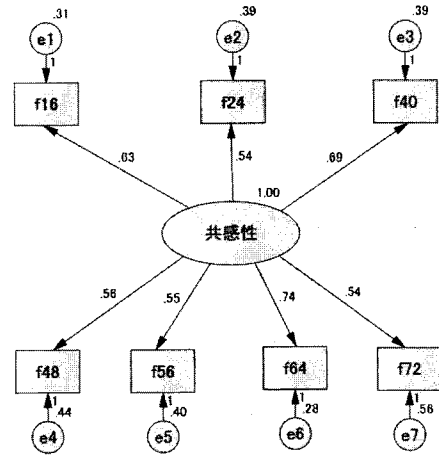 .31
.39
.39
e1
e2
e3
1
1
1
f16
f24
f40
.63
.54
.69
1.00
共感性
.56
.55
.74
.54
f48
f56
f64
f72
1
1
1
1
.44
.40
.28
.56
e4
e5
e6
e7